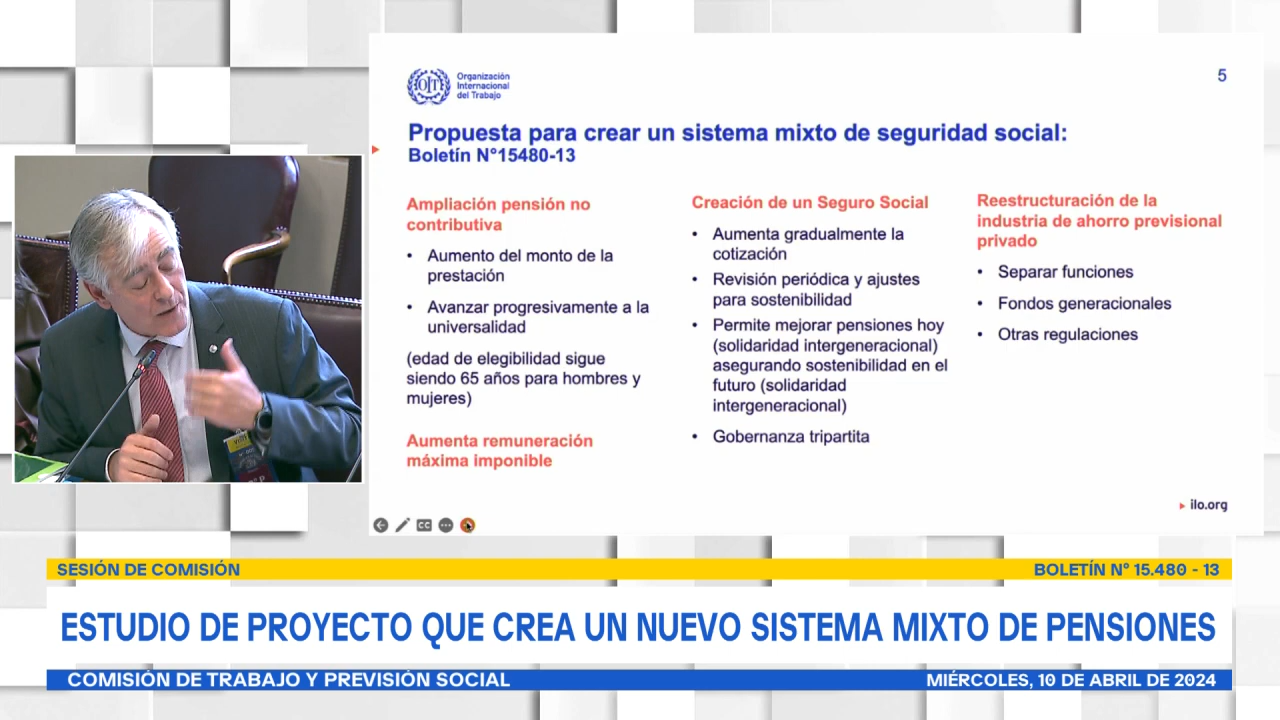 OIT
Organización
Internacional
del Trabajo
5
Propuesta para crear un sistema mixto de seguridad social:
Boletín N°15480-13
Ampliación pensión no
contributiva
• Aumento del monto de la
prestación
• Avanzar progresivamente a la
universalidad
(edad de elegibilidad sigue
siendo 65 años para hombres y
mujeres)
Aumenta remuneración
máxima imponible
Creación de un Seguro Social
• Aumenta gradualmente la
cotización
• Revisión periódica y ajustes
para sostenibilidad
• Permite mejorar pensiones hoy
(solidaridad intergeneracional)
asegurando sostenibilidad en el
futuro (solidaridad
intergeneracional)
• Gobernanza tripartita
Reestructuración de la
industria de ahorro previsional
privado
• Separar funciones
• Fondos generacionales
• Otras regulaciones
ilo.org
CC
SESIÓN DE COMISIÓN
BOLETÍN N° 15.480 - 13
ESTUDIO DE PROYECTO QUE CREA UN NUEVO SISTEMA MIXTO DE PENSIONES
COMISIÓN DE TRABAJO Y PREVISIÓN SOCIAL
MIÉRCOLES, 10 DE ABRIL DE 2024